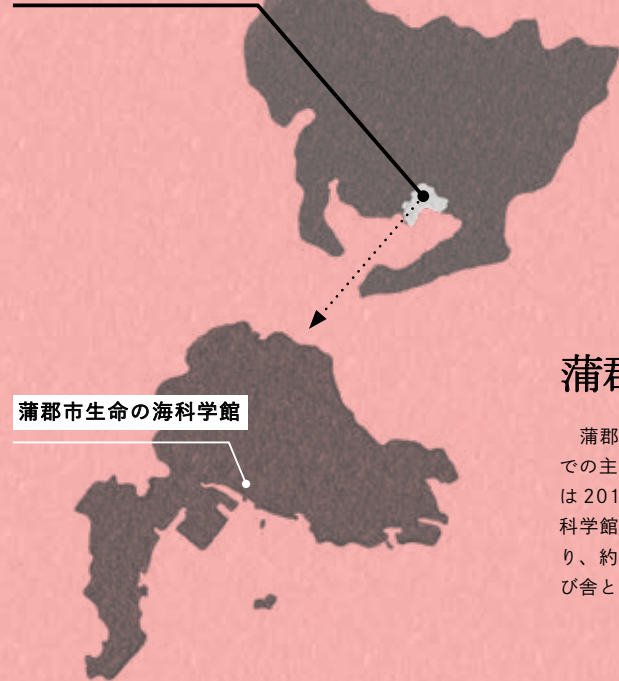 蒲郡市生命の海科学館
蒲郡
蒲郡
での主
は 201
科学館
り、約
び舎と